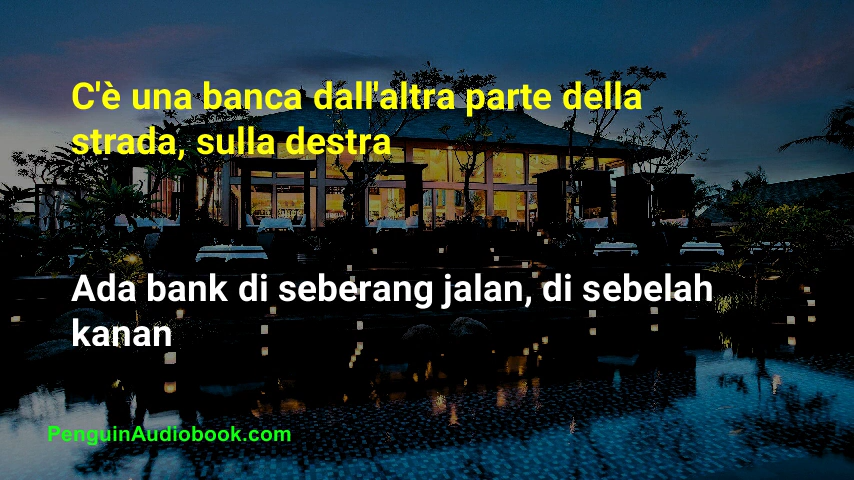 C'è una banca dall'altra parte della
strada, sulla destra
Ada bank di seberang jalan, di sebelah
kanan
PenguinAudiobook.com